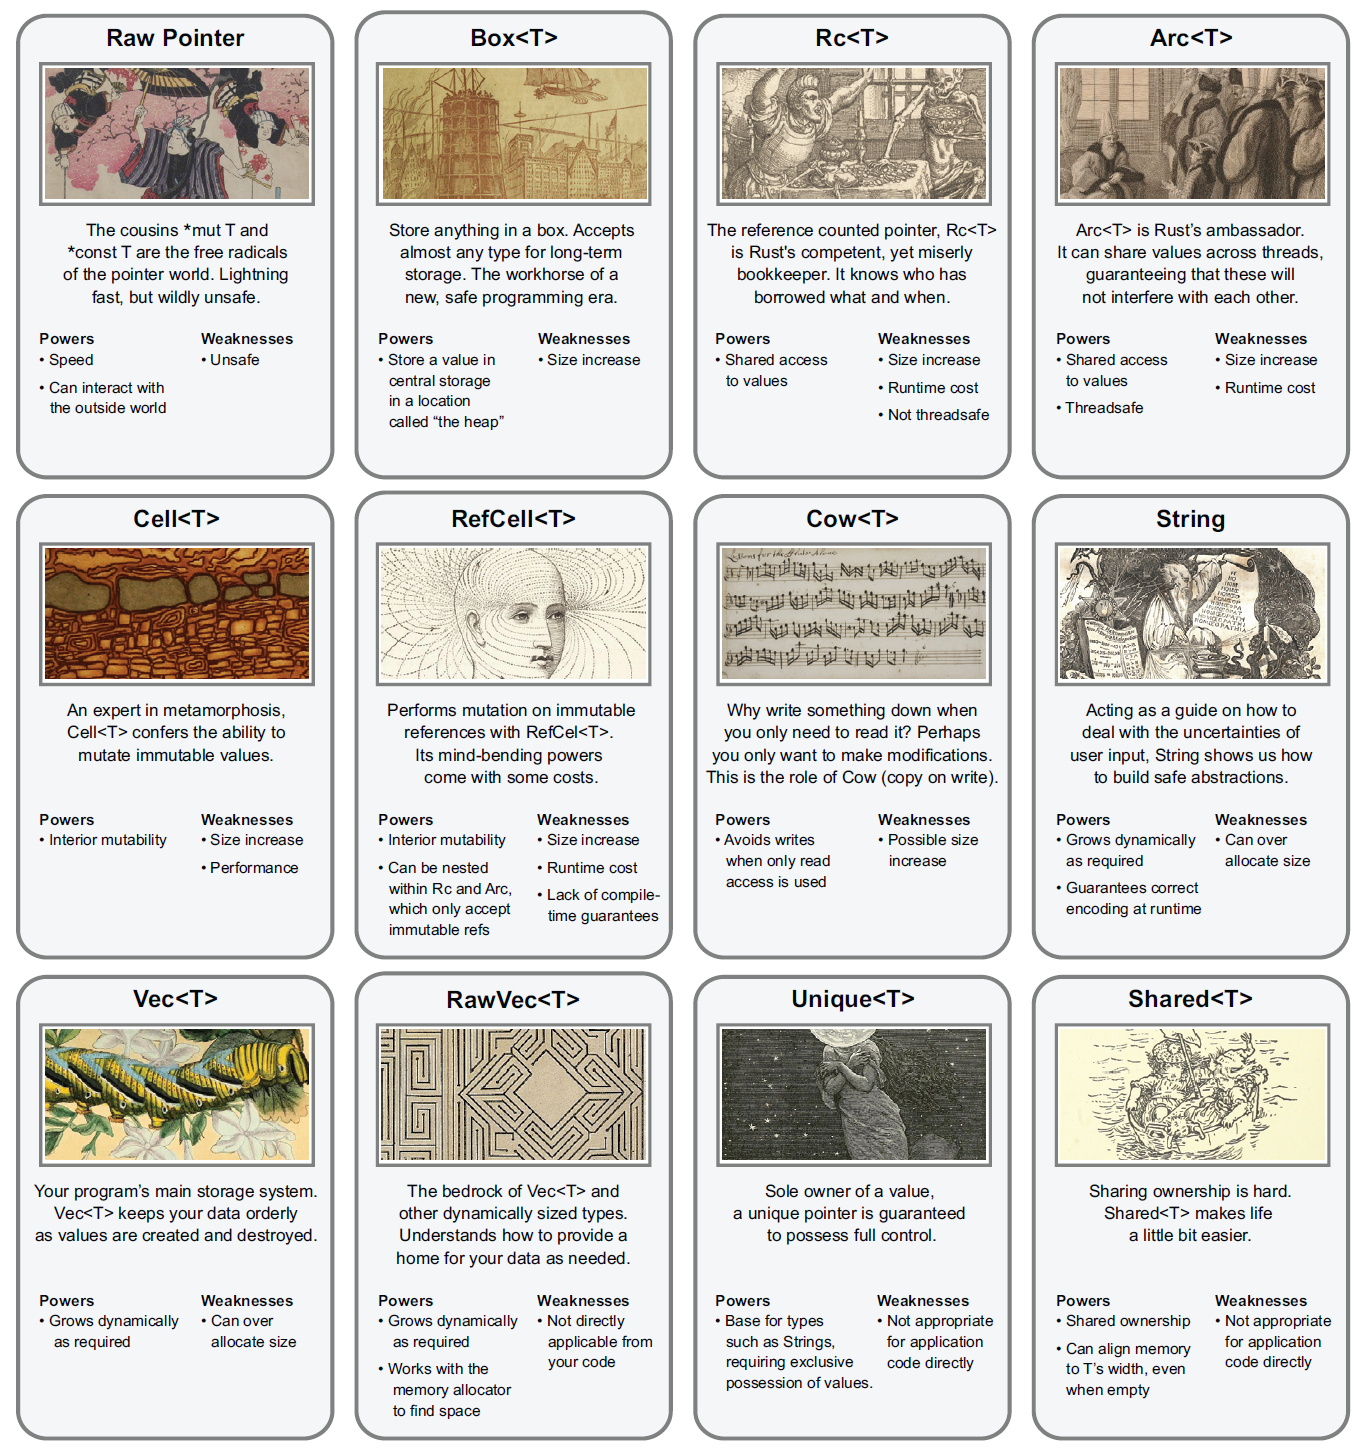 Raw Pointer
The cousins *mut T and
*const T are the free radicals
of the pointer world. Lightning
fast, but wildly unsafe.
Powers
• Speed
• Can interact with
the outside world
Weaknesses
• Unsafe
Box<T>
Store anything in a box. Accepts
almost any type for long-term
storage. The workhorse of a
new, safe programming era.
Powers
• Store a value in
central storage
in a location
called “the heap”
Weaknesses
• Size increase
Rc<T>
The reference counted pointer, Rc<T>
is Rust's competent, yet miserly
bookkeeper. It knows who has
borrowed what and when.
Powers
• Shared access
to values
Weaknesses
• Size increase
• Runtime cost
• Not threadsafe
Arc<T>
Arc<T> is Rust’s ambassador.
It can share values across threads,
guaranteeing that these will
not interfere with each other.
Powers
• Shared access
to values
• Threadsafe
Weaknesses
• Size increase
• Runtime cost
Cell<T>
An expert in metamorphosis,
Cell<T> confers the ability to
mutate immutable values.
Powers
• Interior mutability
Weaknesses
• Size increase
• Performance
RefCell<T>
Performs mutation on immutable
references with RefCel<T>.
Its mind-bending powers
come with some costs.
Powers
• Interior mutability
• Can be nested
within Rc and Arc,
which only accept
immutable refs
Weaknesses
• Size increase
• Runtime cost
• Lack of compile-
time guarantees
Cow<T>
Why write something down when
you only need to read it? Perhaps
you only want to make modifications.
This is the role of Cow (copy on write).
Powers
• Avoids writes
when only read
access is used
Weaknesses
• Possible size
increase
String
Acting as a guide on how to
deal with the uncertainties of
user input, String shows us how
to build safe abstractions.
Powers
• Grows dynamically
as required
• Guarantees correct
encoding at runtime
Weaknesses
• Can over
allocate size
Vec<T>
Your program’s main storage system.
Vec<T> keeps your data orderly
as values are created and destroyed.
Powers
• Grows dynamically
as required
Weaknesses
• Can over
allocate size
RawVec<T>
The bedrock of Vec<T> and
other dynamically sized types.
Understands how to provide a
home for your data as needed.
Powers
• Grows dynamically
as required
• Works with the
memory allocator
to find space
Weaknesses
• Not directly
applicable from
your code
Unique<T>
Sole owner of a value,
a unique pointer is guaranteed
to possess full control.
Powers
• Base for types
such as Strings,
requiring exclusive
possession of values.
Weaknesses
• Not appropriate
for application
code directly
Shared<T>
Sharing ownership is hard.
Shared<T> makes life
a little bit easier.
Powers
• Shared ownership
• Can align memory
to T’s width, even
when empty
Weaknesses
• Not appropriate
for application
code directly